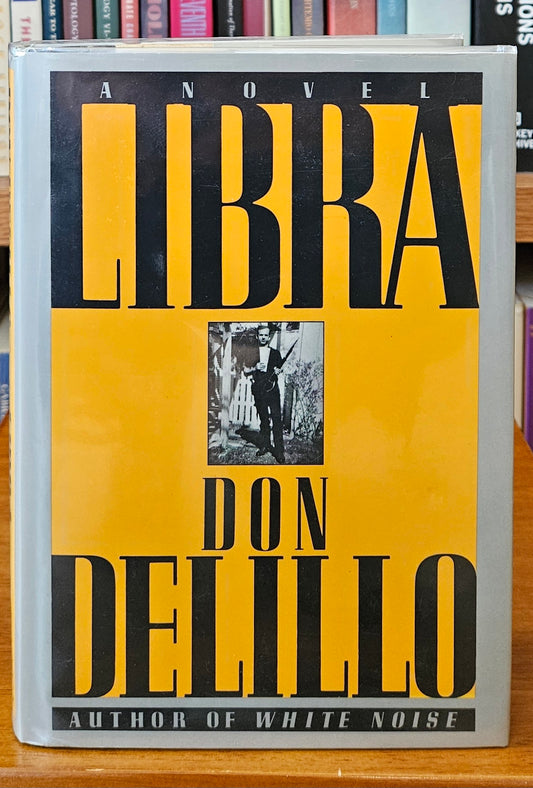 A NOVEL
LIBRA
DON
DELILLO
AUTHOR OF WHITE NOISE